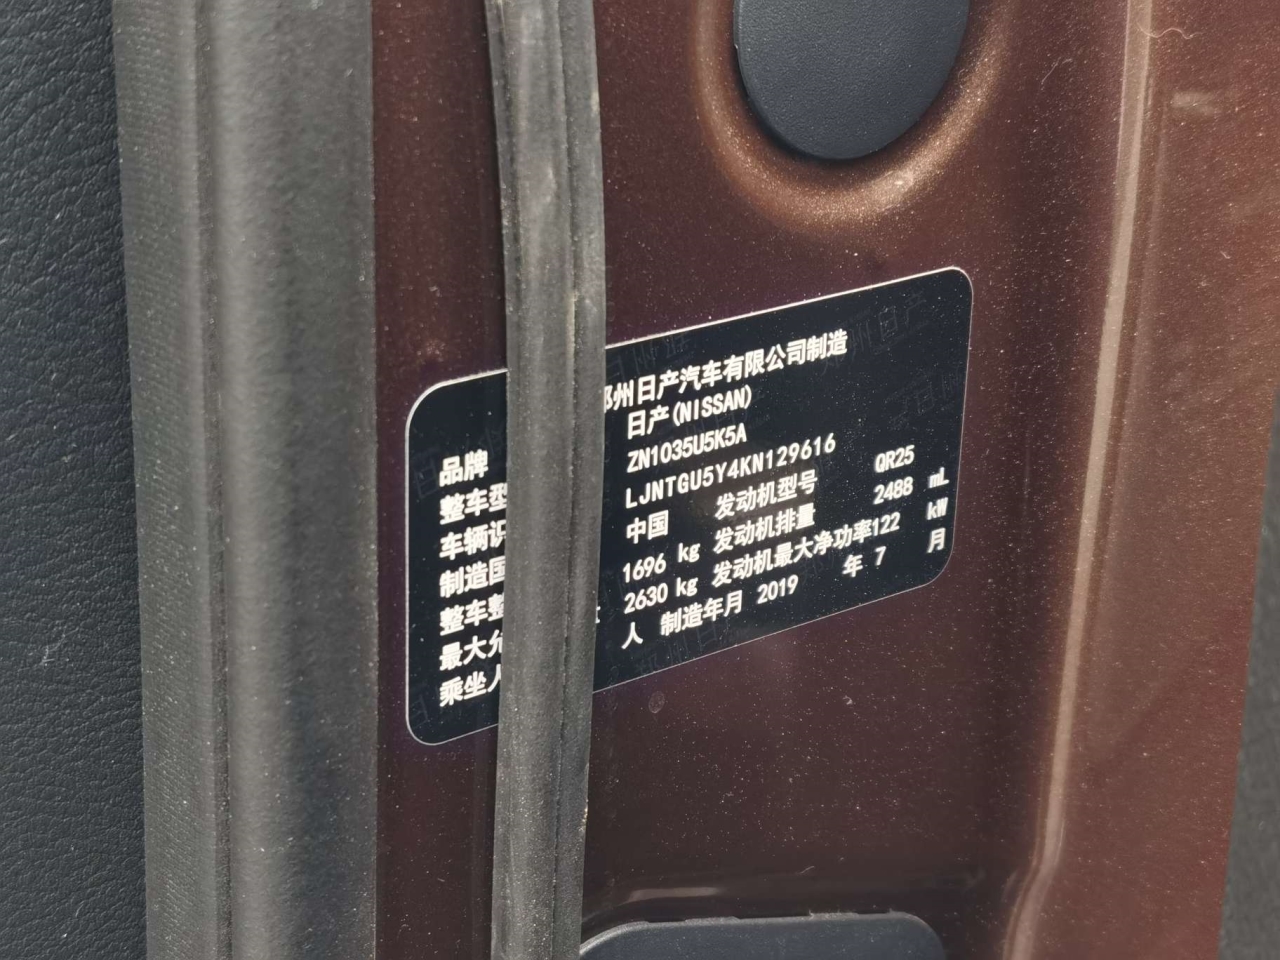 郑州日产汽车有限公司制造
品牌 日产(NISSAN)
整车型 ZN1035U5K5A
车辆识 LJNTGU5Y4KN129616
制造国 中国 发动机型号 QR25
整车整 1696 kg 发动机排量 2488 mL
最大允 2630 kg 发动机最大净功率122 kW
乘坐人 人 制造年月 2019 年 7 月